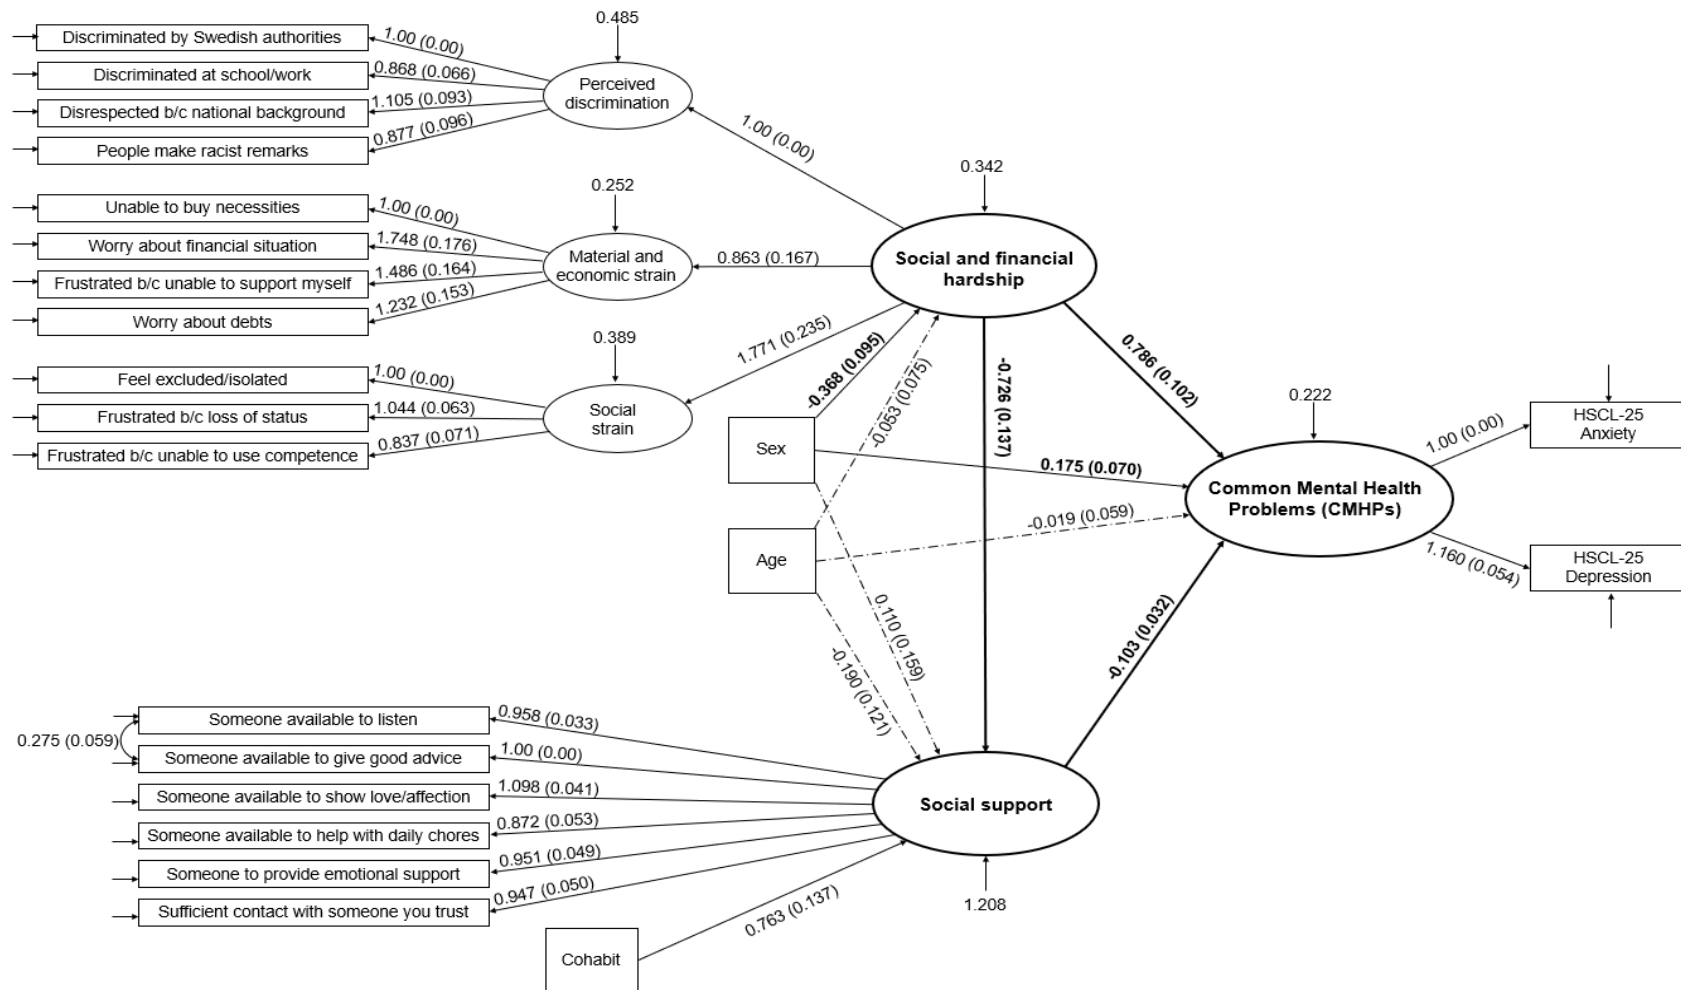 0.485
Discriminated by Swedish authorities
1.00 (0.00)
Discriminated at school/work
0.868 (0.066)
Disrespected b/c national background
1.105 (0.093)
People make racist remarks
0.877 (0.096)
Perceived
discrimination
1.00 (0.00)
0.342
0.252
Unable to buy necessities
1.00 (0.00)
Worry about financial situation
1.748 (0.176)
Frustrated b/c unable to support myself
1.486 (0.164)
Worry about debts
1.232 (0.153)
Material and
economic strain
0.863 (0.167)
Social and financial
hardship
0.389
Feel excluded/isolated
1.00 (0.00)
Frustrated b/c loss of status
1.044 (0.063)
Frustrated b/c unable to use competence
0.837 (0.071)
Social
strain
1.771 (0.235)
-0.368 (0.095)
-0.053 (0.075)
-0.726 (0.137)
0.786 (0.102)
0.222
Sex
0.175 (0.070)
Age
-0.019 (0.059)
Common Mental Health
Problems (CMHPs)
1.00 (0.00)
HSCL-25
Anxiety
1.160 (0.054)
HSCL-25
Depression
0.110 (0.159)
-0.190 (0.121)
-0.103 (0.032)
0.275 (0.059)
Someone available to listen
0.958 (0.033)
Someone available to give good advice
1.00 (0.00)
Someone available to show love/affection
1.098 (0.041)
Someone available to help with daily chores
0.872 (0.053)
Someone to provide emotional support
0.951 (0.049)
Sufficient contact with someone you trust
0.947 (0.050)
Social support
1.208
0.763 (0.137)
Cohabit